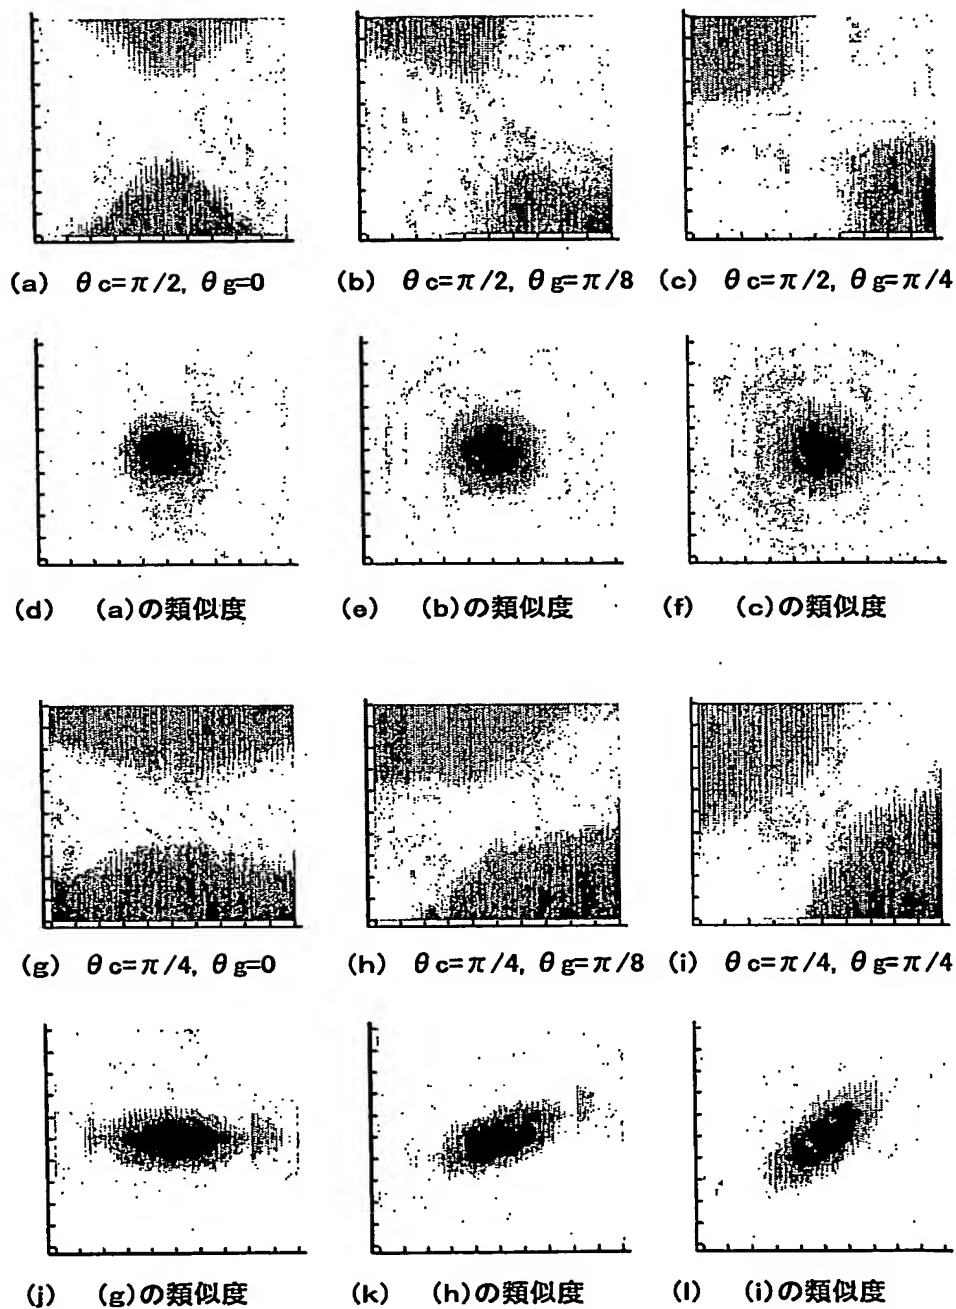 (a) θc=π/2, θg=0
(b) θc=π/2, θg=π/8
(c) θc=π/2, θg=π/4
(d) (a)の類似度
(e) (b)の類似度
(f) (c)の類似度
(g) θc=π/4, θg=0
(h) θc=π/4, θg=π/8
(i) θc=π/4, θg=π/4
(j) (g)の類似度
(k) (h)の類似度
(l) (i)の類似度